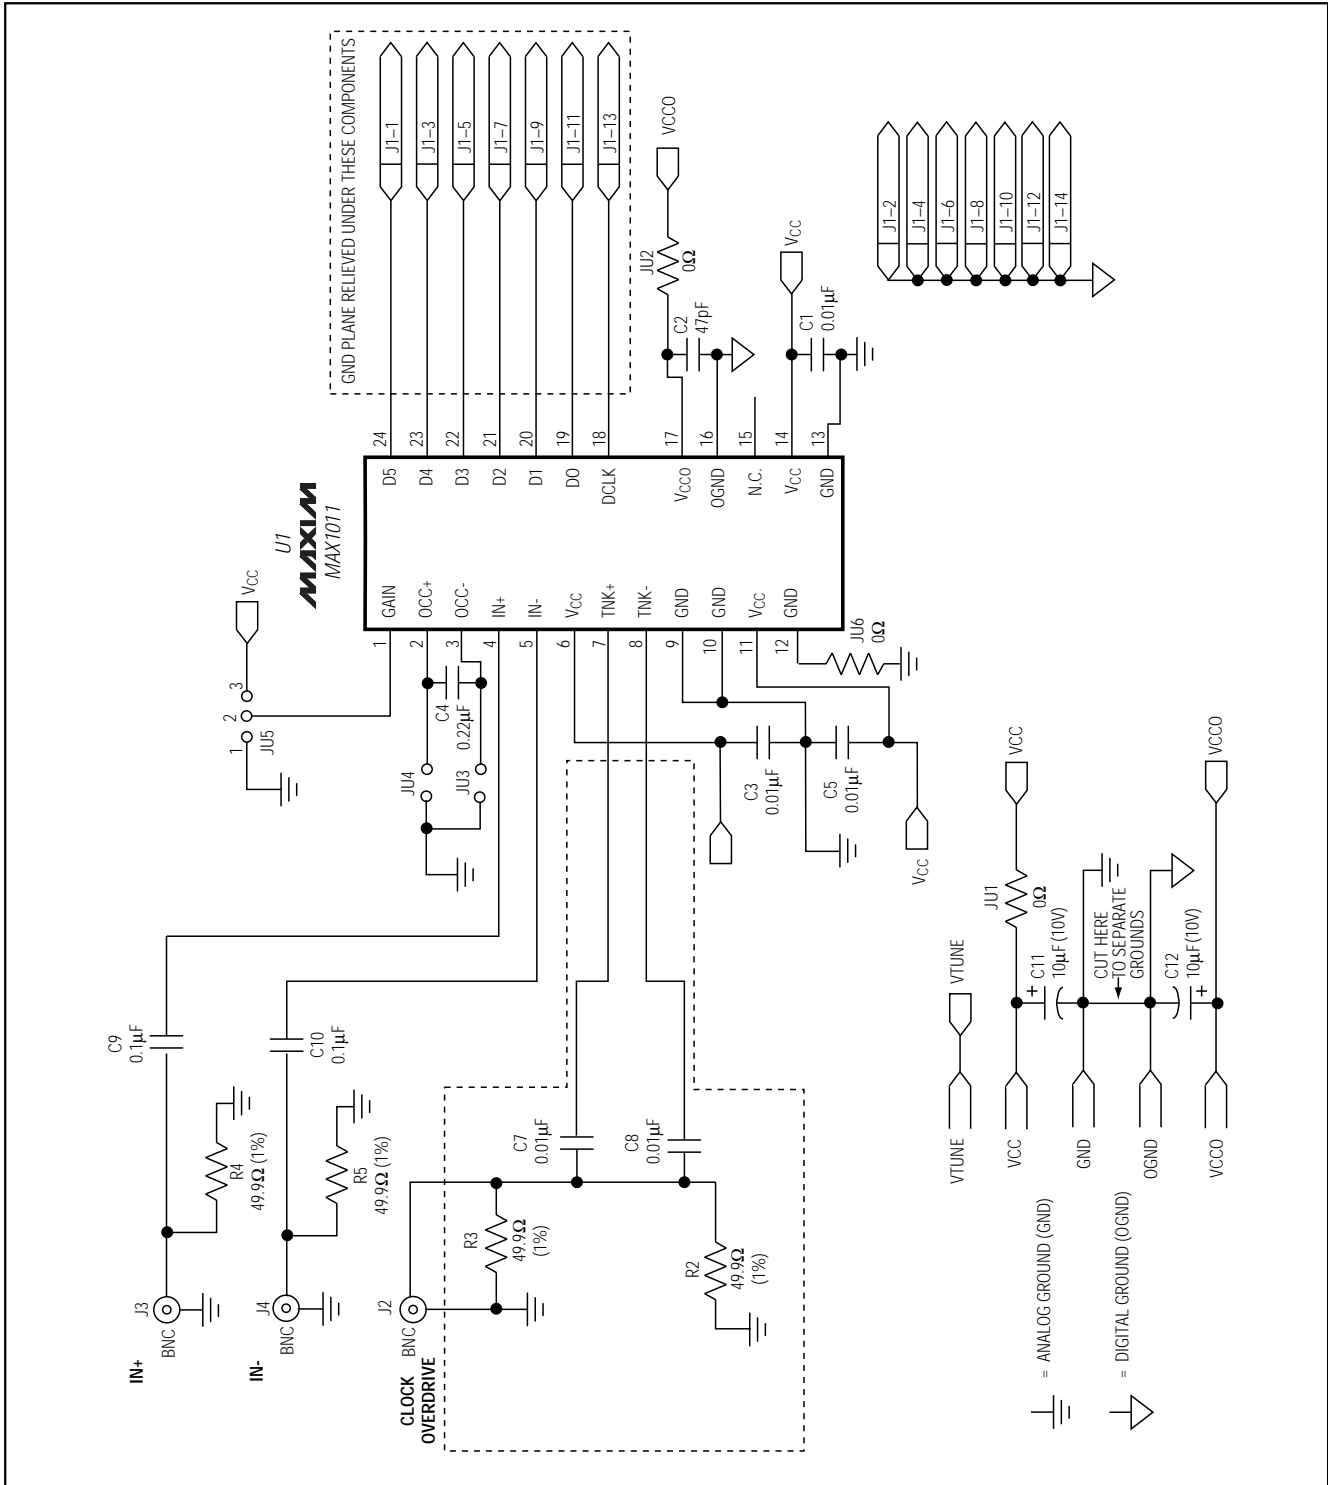 GND PLANE RELIEVED UNDER THESE COMPONENTS
J1–1
J1–3
J1–5
J1–7
J1–9
J1–11
J1–13
VCCO
JU2
0Ω
C2
47pF
VCC
C1
0.01µF
J1–2
J1–4
J1–6
J1–8
J1–10
J1–12
J1–14
24
23
22
21
20
19
18
17
16
15
14
13
D5
D4
D3
D2
D1
DO
DCLK
VCCO
OGND
N.C.
VCC
GND
U1
MAXIM
MAX1011
GAIN
OCC+
OCC-
IN+
IN-
VCC
TNK+
TNK-
GND
GND
VCC
GND
1
2
3
4
5
6
7
8
9
10
11
12
VCC
3
2
1
JU5
C4
0.22µF
JU4
JU3
JU6
0Ω
C3
0.01µF
C5
0.01µF
VCC
C9
0.1µF
C10
0.1µF
R4
49.9Ω (1%)
R5
49.9Ω (1%)
C7
0.01µF
C8
0.01µF
R3
49.9Ω
(1%)
R2
49.9Ω
(1%)
J3
BNC
IN+
J4
BNC
IN-
J2
BNC
CLOCK
OVERDRIVE
VTUNE
VTUNE
VCC
JU1
0Ω
VCC
+
C11
10µF (10V)
CUT HERE
TO SEPARATE
GROUNDS
C12
10µF (10V)
+
GND
OGND
VCCO
VCCO
= ANALOG GROUND (GND)
= DIGITAL GROUND (OGND)